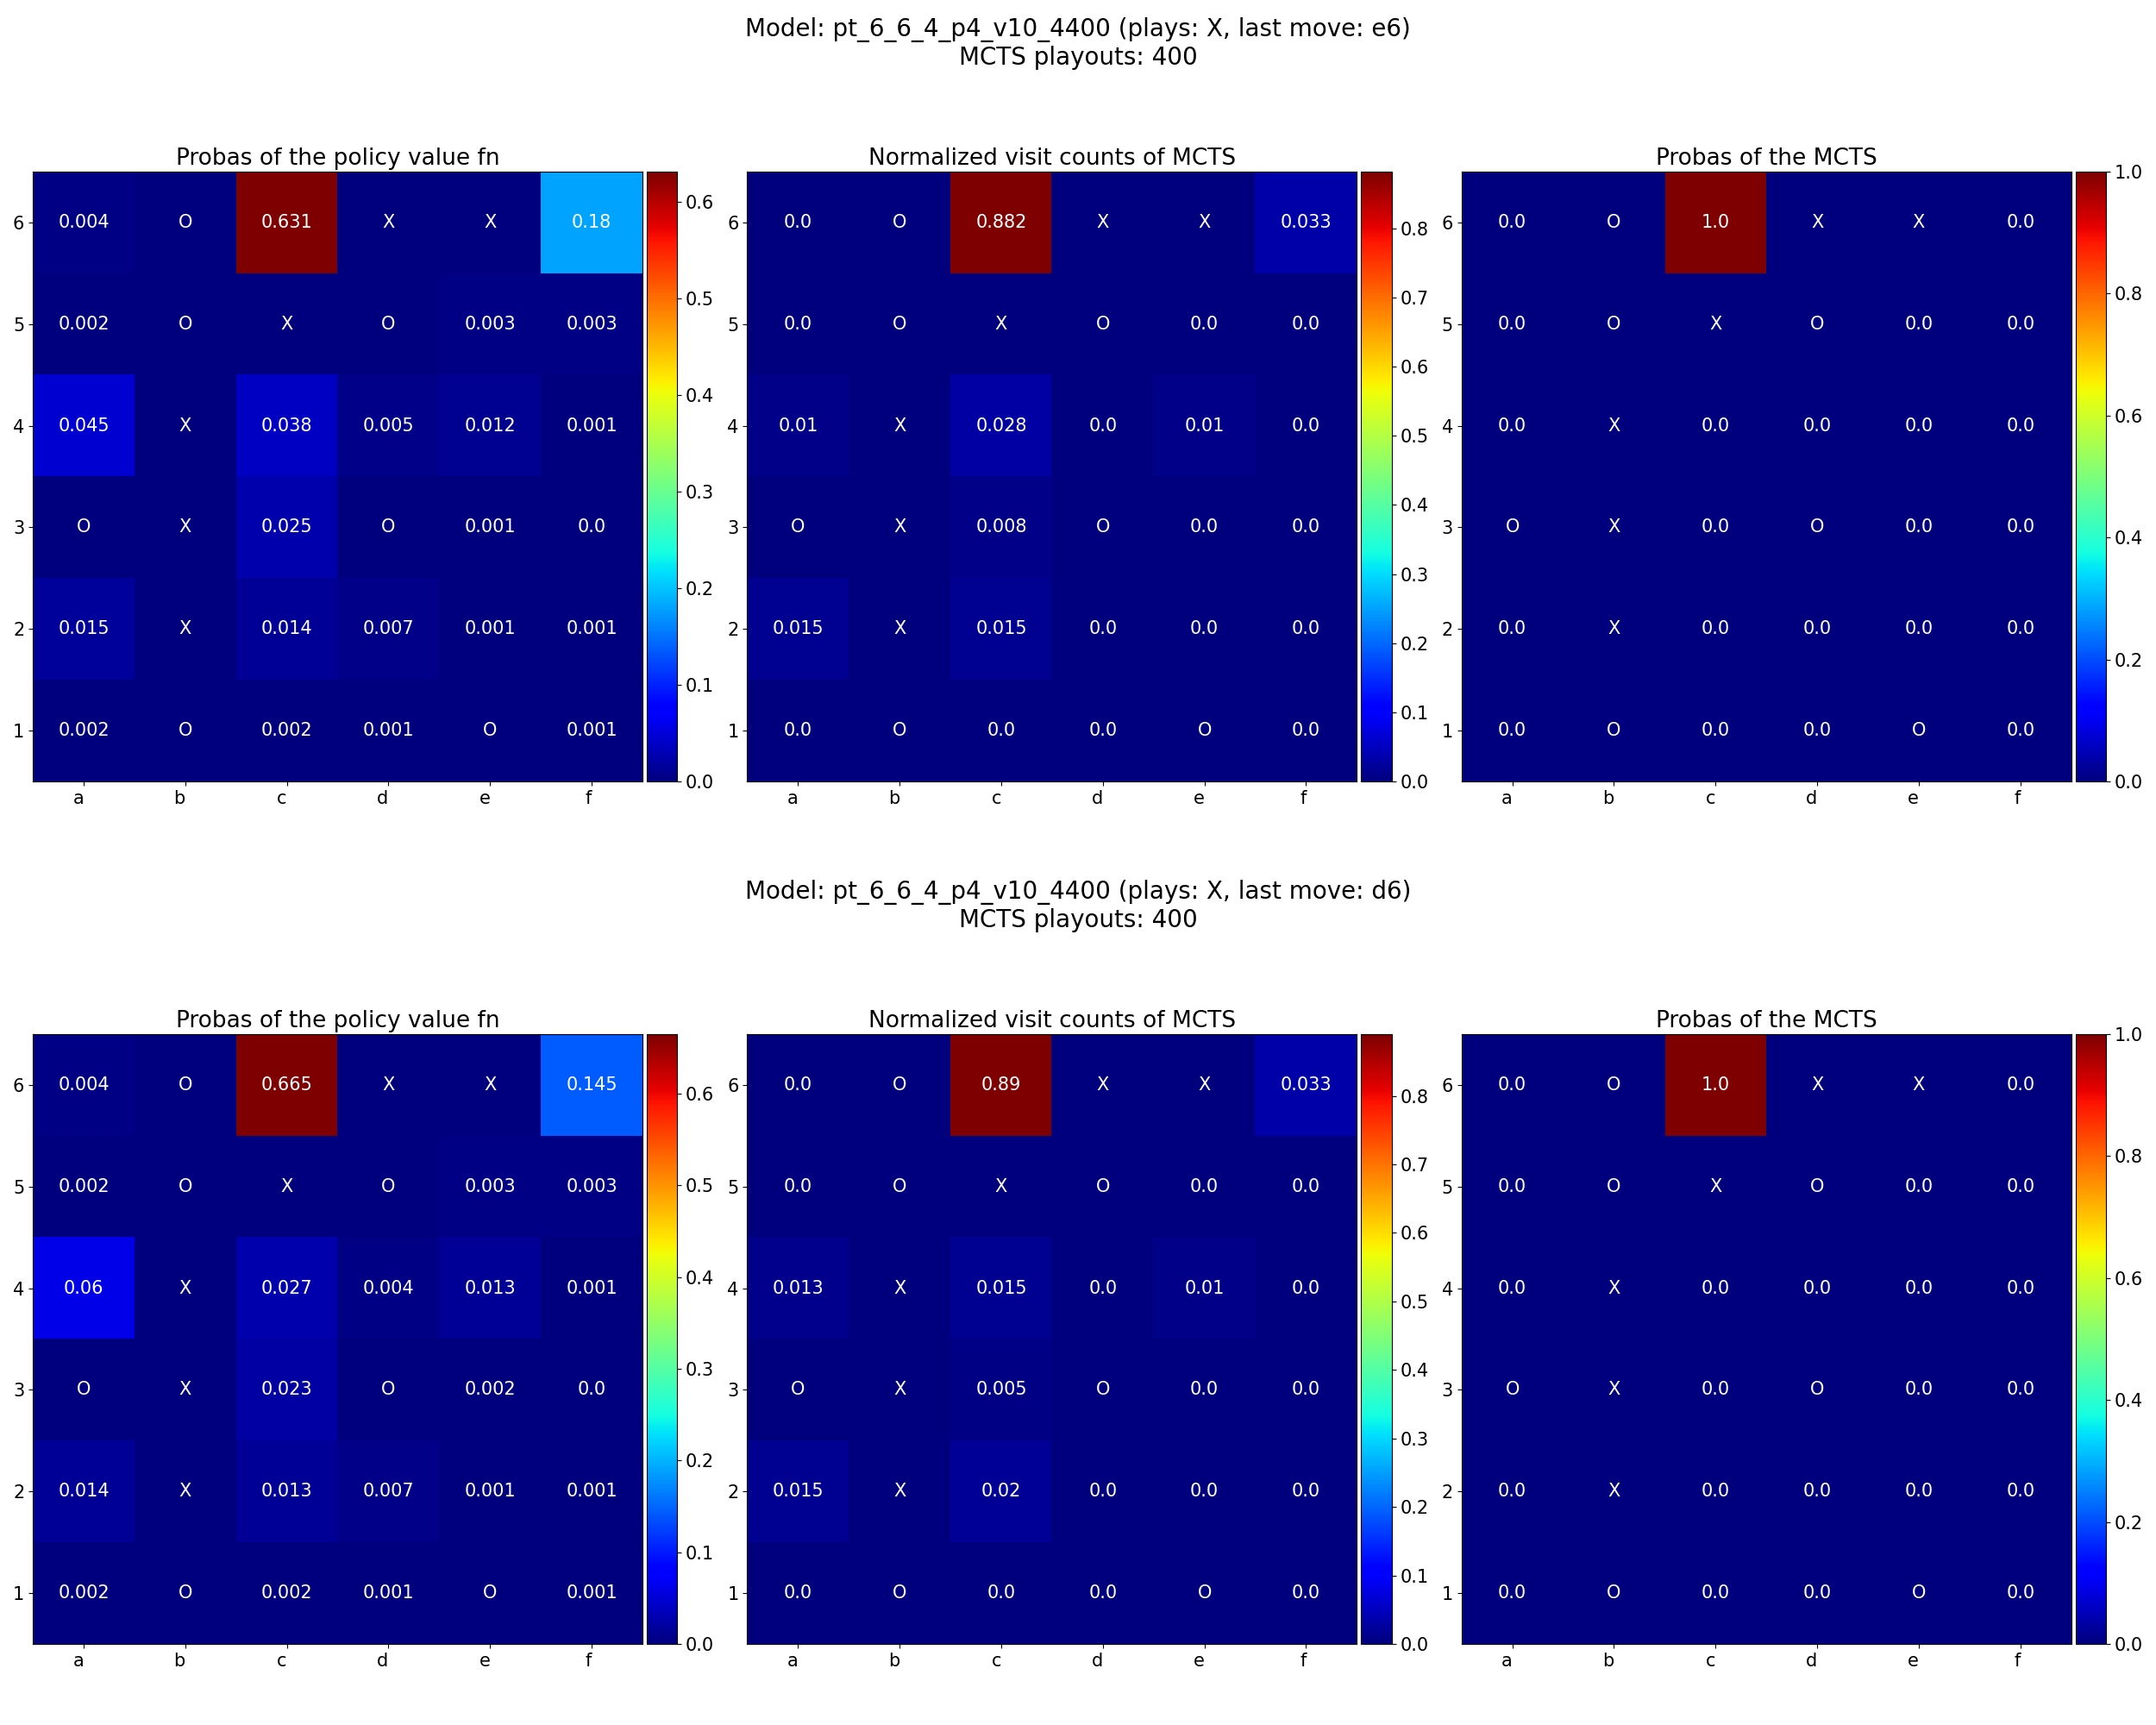 Model: pt_6_6_4_p4_v10_4400 (plays: X, last move: e6)
MCTS playouts: 400
Probas of the policy value fn
6 0.004 O 0.631 X X 0.18
5 0.002 O X O 0.003 0.003
4 0.045 X 0.038 0.005 0.012 0.001
3 O X 0.025 O 0.001 0.0
2 0.015 X 0.014 0.007 0.001 0.001
1 0.002 O 0.002 0.001 O 0.001
a b c d e f
0.6
0.5
0.4
0.3
0.2
0.1
0.0
Normalized visit counts of MCTS
6 0.0 O 0.882 X X 0.033
5 0.0 O X O 0.0 0.0
4 0.01 X 0.028 0.0 0.01 0.0
3 O X 0.008 O 0.0 0.0
2 0.015 X 0.015 0.0 0.0 0.0
1 0.0 O 0.0 0.0 O 0.0
a b c d e f
0.8
0.7
0.6
0.5
0.4
0.3
0.2
0.1
0.0
Probas of the MCTS
6 0.0 O 1.0 X X 0.0
5 0.0 O X O 0.0 0.0
4 0.0 X 0.0 0.0 0.0 0.0
3 O X 0.0 O 0.0 0.0
2 0.0 X 0.0 0.0 0.0 0.0
1 0.0 O 0.0 0.0 O 0.0
a b c d e f
1.0
0.8
0.6
0.4
0.2
0.0
Model: pt_6_6_4_p4_v10_4400 (plays: X, last move: d6)
MCTS playouts: 400
Probas of the policy value fn
6 0.004 O 0.665 X X 0.145
5 0.002 O X O 0.003 0.003
4 0.06 X 0.027 0.004 0.013 0.001
3 O X 0.023 O 0.002 0.0
2 0.014 X 0.013 0.007 0.001 0.001
1 0.002 O 0.002 0.001 O 0.001
a b c d e f
0.6
0.5
0.4
0.3
0.2
0.1
0.0
Normalized visit counts of MCTS
6 0.0 O 0.89 X X 0.033
5 0.0 O X O 0.0 0.0
4 0.013 X 0.015 0.0 0.01 0.0
3 O X 0.005 O 0.0 0.0
2 0.015 X 0.02 0.0 0.0 0.0
1 0.0 O 0.0 0.0 O 0.0
a b c d e f
0.8
0.7
0.6
0.5
0.4
0.3
0.2
0.1
0.0
Probas of the MCTS
6 0.0 O 1.0 X X 0.0
5 0.0 O X O 0.0 0.0
4 0.0 X 0.0 0.0 0.0 0.0
3 O X 0.0 O 0.0 0.0
2 0.0 X 0.0 0.0 0.0 0.0
1 0.0 O 0.0 0.0 O 0.0
a b c d e f
1.0
0.8
0.6
0.4
0.2
0.0